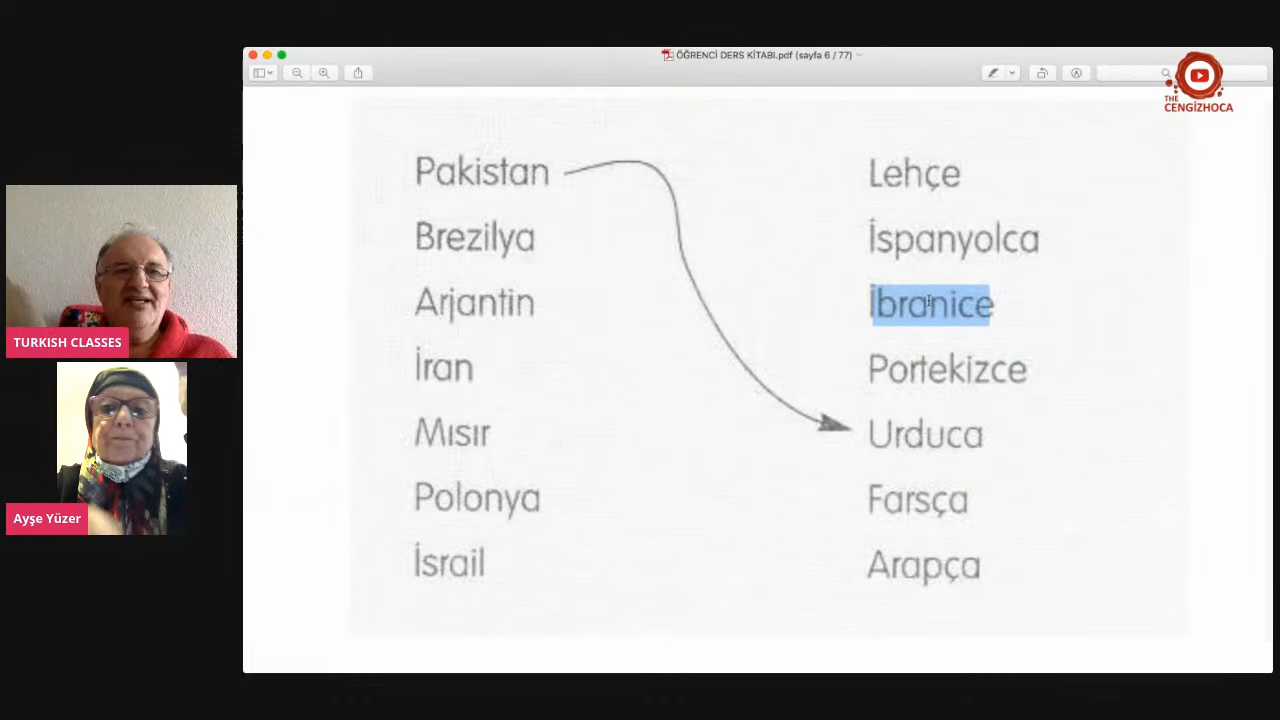 ÖĞRENCİ DERS KİTABI.pdf (sayfa 6 / 77)
THE
CENGİZHOCA
Pakistan
Brezilya
Arjantin
İran
Mısır
Polonya
İsrail
Lehçe
İspanyolca
İbranice
Portekizce
Urduca
Farsça
Arapça
TURKISH CLASSES
Ayşe Yüzer